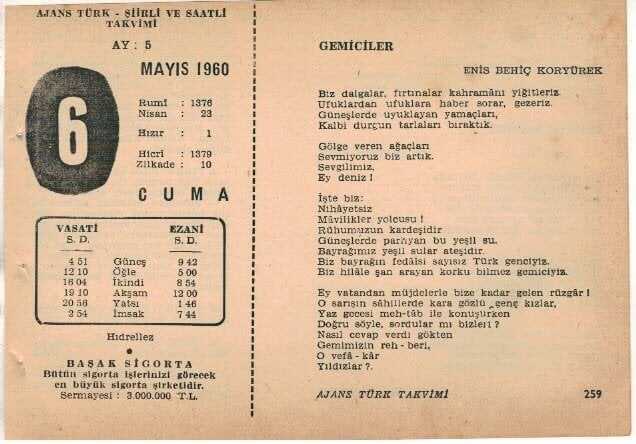 AJANS TÜRK - ŞİİRLİ VE SAATLİ
TAKVİMİ
AY : 5
6
MAYIS 1960
Rumî : 1376
Nisan : 23
Hızır : 1
Hicrî : 1379
Zilkade : 10
CUMA
VASATİ EZANİ
S. D. S. D.
4 51 Güneş 9 42
12 10 Öğle 5 00
16 04 İkindi 8 54
19 10 Akşam 12 00
20 56 Yatsı 1 46
2 54 İmsak 7 44
Hıdrellez
BAŞAK SİGORTA
Bütün sigorta işlerinizi görecek
en büyük sigorta şirketidir.
Sermayesi : 3.000.000 T.L.
GEMİCİLER
ENİS BEHİÇ KORYÜREK
Biz dalgalar, fırtınalar kahramânı yiğitleriz
Ufuklardan ufuklara haber sorar, gezeriz.
Güneşlerde uyuklayan yamaçları,
Kalbi durgun tarlaları bıraktık.
Gölge veren ağaçları
Sevmiyoruz biz artık.
Sevgilimiz,
Ey deniz !
İşte biz:
Nihâyetsiz
Mâvilikler yolcusu !
Rûhumuzun kardeşidir
Güneşlerde parlıyan bu yeşil su.
Bayrağımız yeşil sular ateşidir.
Biz bayrağın fedâîsi sayısız Türk genciyiz.
Biz hilâle şan arayan korku bilmez gemiciyiz.
Ey vatandan müjdelerle bize kadar gelen rüzgâr !
O sarışın sâhillerde kara gözlü genç kızlar,
Yaz gecesi meh-tâb ile konuşurken
Doğru söyle, sordular mı bizleri ?
Nasıl cevap verdi gökten
Gemimizin reh - beri,
O vefâ - kâr
Yıldızlar ?.
AJANS TÜRK TAKVİMİ 259